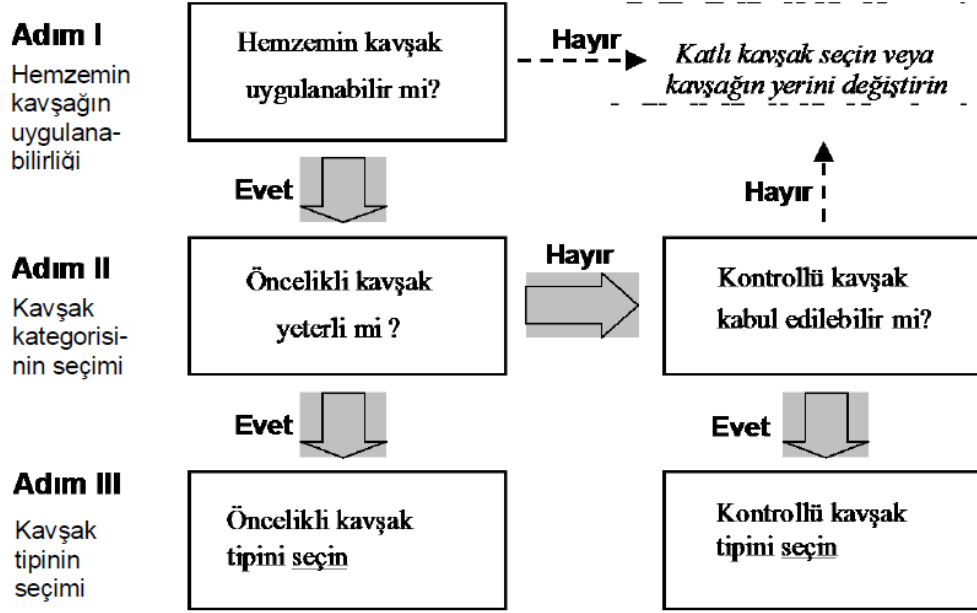 Adım I
Hemzemin
kavşağın
uygulana-
bilirliği
Hemzemin kavşak
uygulanabilir mi?
Hayır
Katlı kavşak seçin veya
kavşağın yerini değiştirin
Evet
Hayır
Adım II
Kavşak
kategorisi-
nin seçimi
Öncelikli kavşak
yeterli mi ?
Hayır
Kontrollü kavşak
kabul edilebilir mi?
Evet
Evet
Adım III
Kavşak
tipinin
seçimi
Öncelikli kavşak
tipini seçin
Kontrollü kavşak
tipini seçin